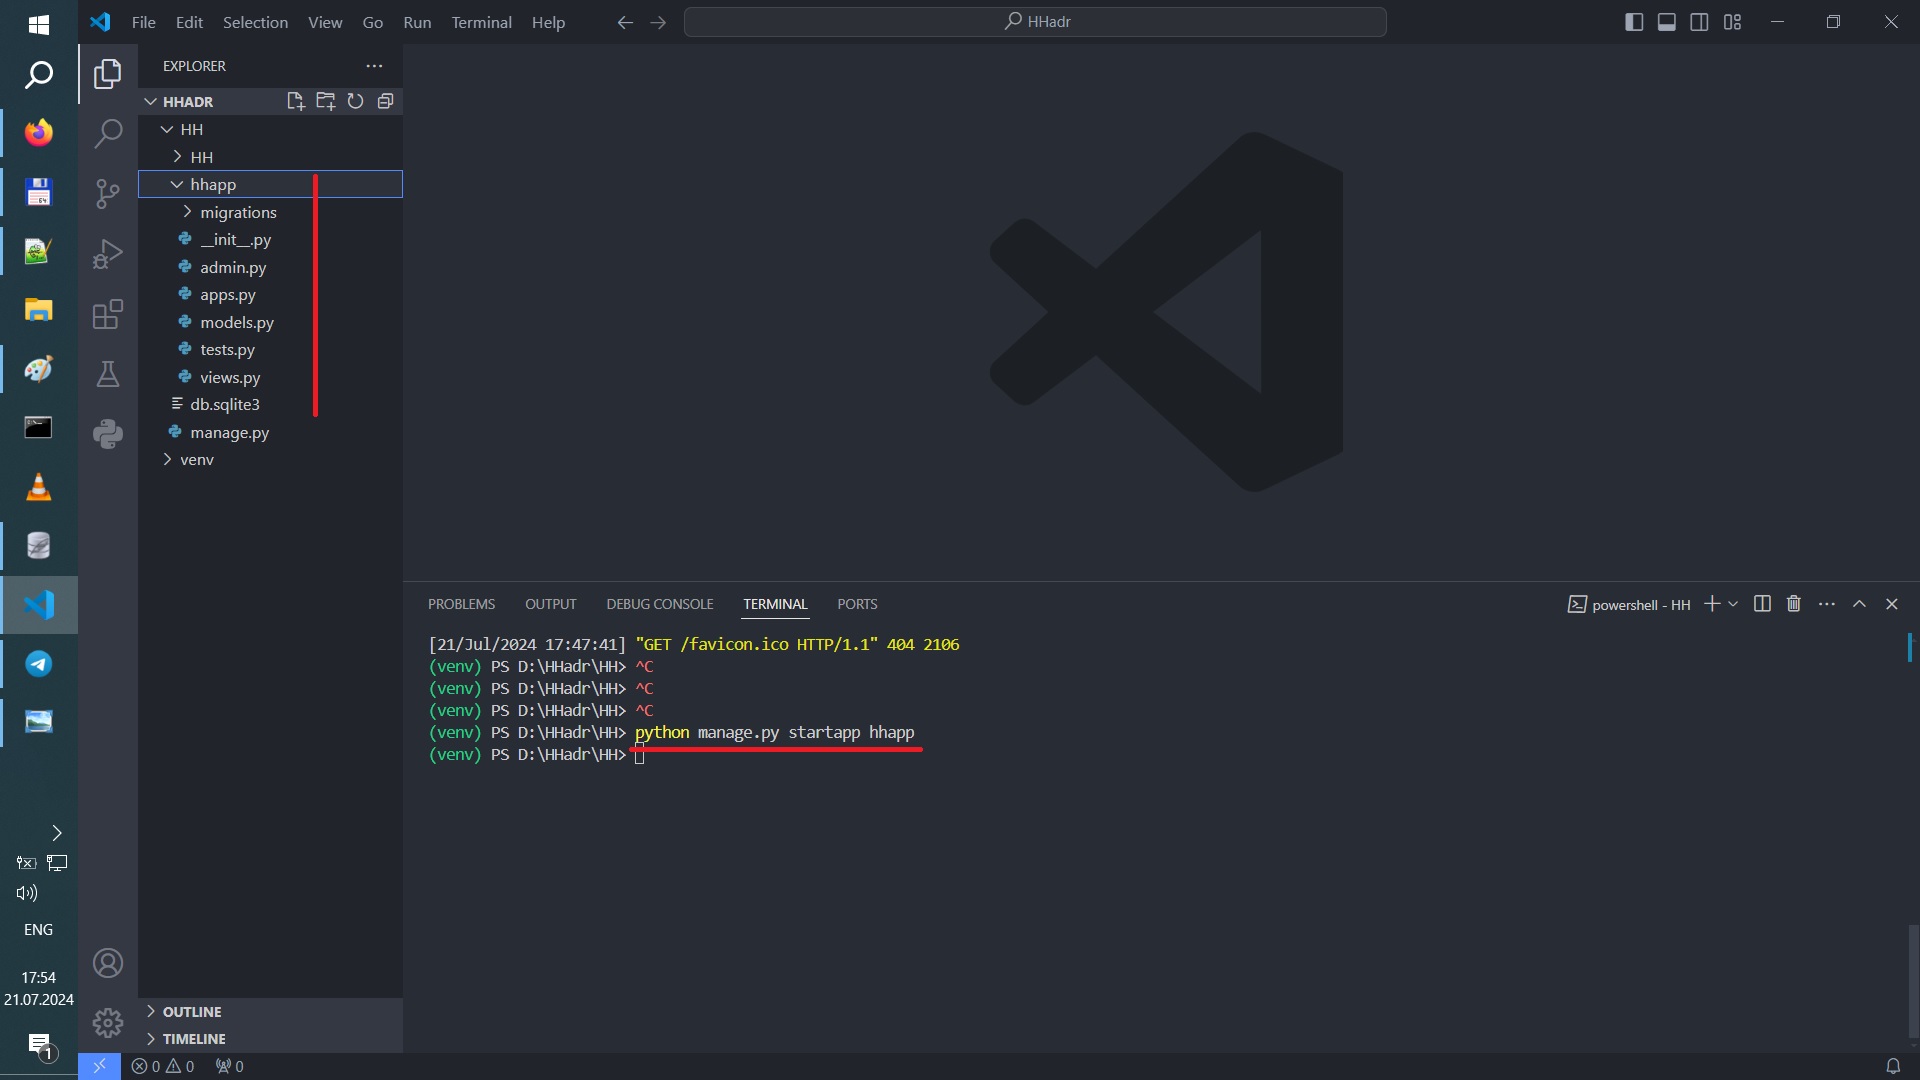 File Edit Selection View Go Run Terminal Help
HHadr
EXPLORER
HHADR
HH
HH
hhapp
migrations
__init__.py
admin.py
apps.py
models.py
tests.py
views.py
db.sqlite3
manage.py
venv
OUTLINE
TIMELINE
PROBLEMS OUTPUT DEBUG CONSOLE TERMINAL PORTS
powershell - HH
[21/Jul/2024 17:47:41] "GET /favicon.ico HTTP/1.1" 404 2106
(venv) PS D:\HHadr\HH> ^C
(venv) PS D:\HHadr\HH> ^C
(venv) PS D:\HHadr\HH> ^C
(venv) PS D:\HHadr\HH> python manage.py startapp hhapp
(venv) PS D:\HHadr\HH>
64
ENG
17:54
21.07.2024
1
0 0 0